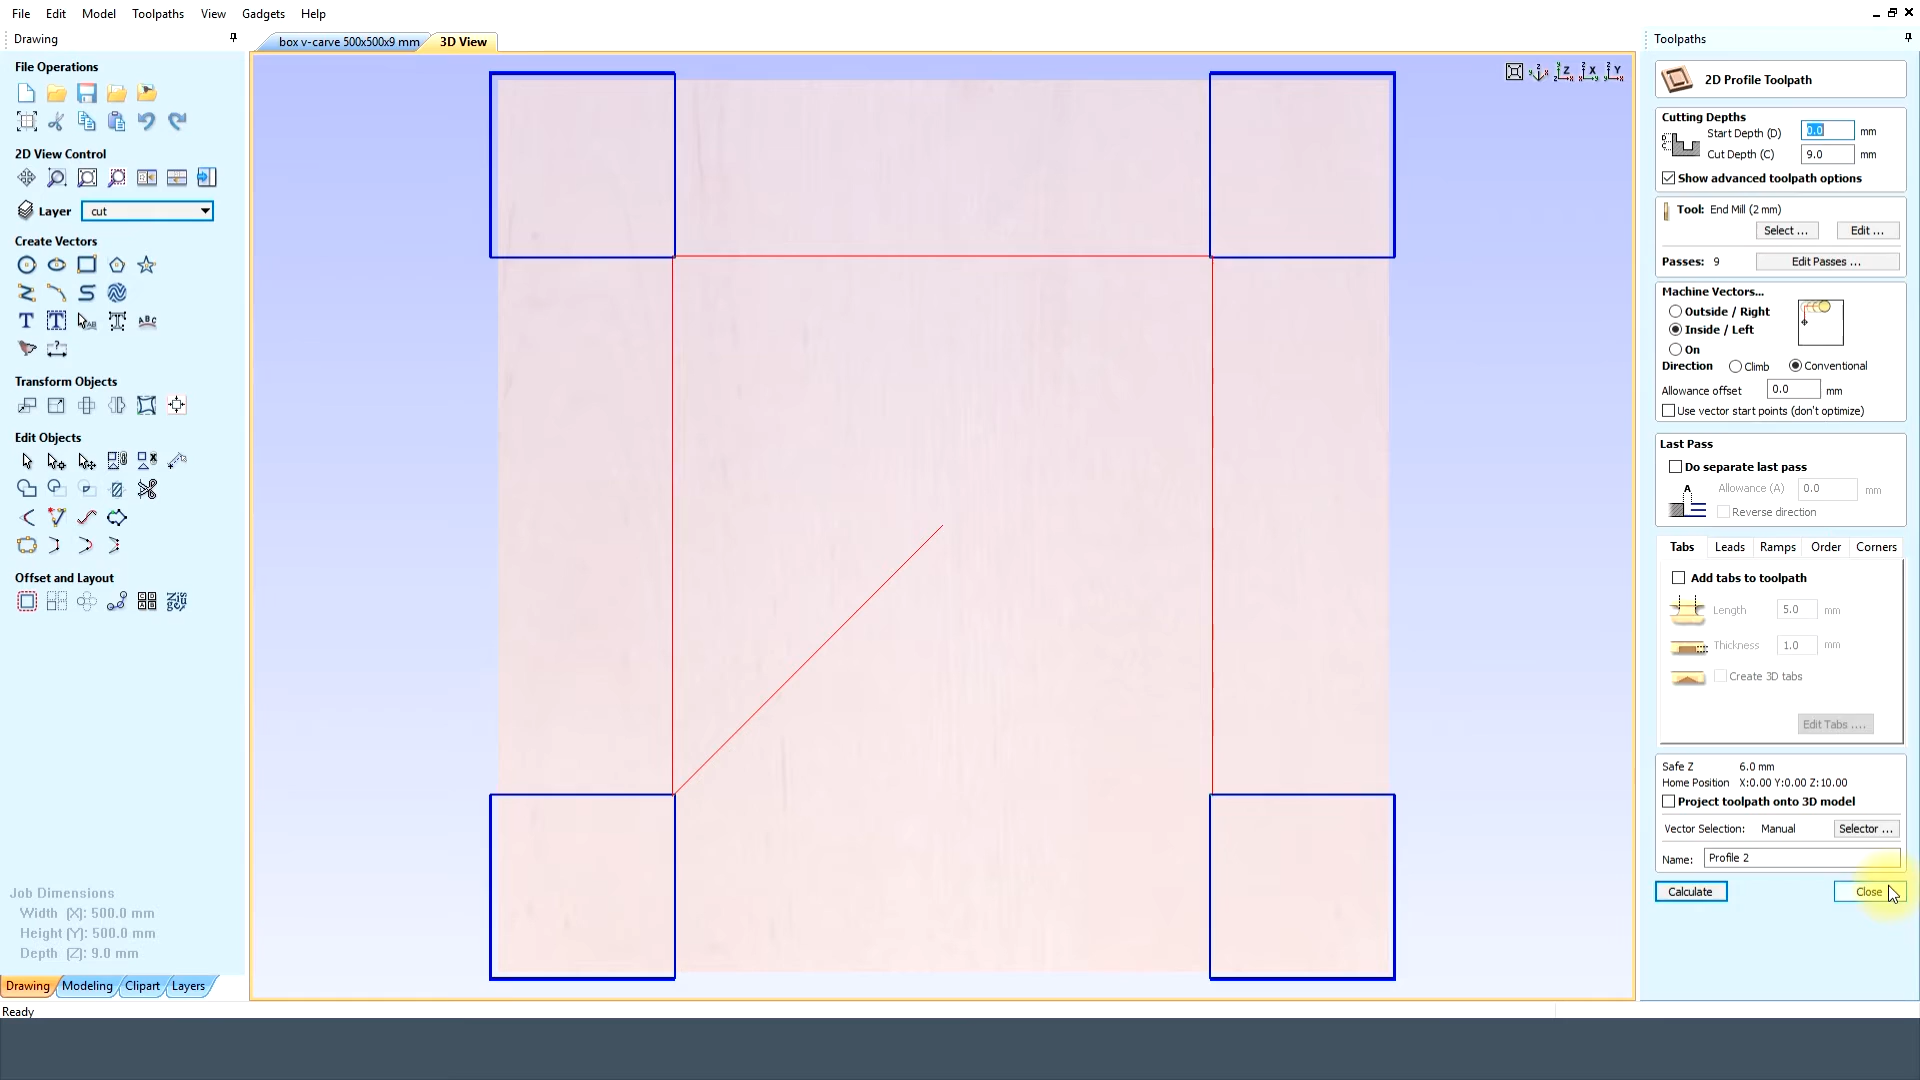 File Edit Model Toolpaths View Gadgets Help
Drawing
box v-carve 500x500x9 mm
3D View
Toolpaths
File Operations
2D View Control
Layer cut
Create Vectors
Transform Objects
Edit Objects
Offset and Layout
Job Dimensions
Width (X): 500.0 mm
Height (Y): 500.0 mm
Depth (Z): 9.0 mm
Drawing Modeling Clipart Layers
Ready
2D Profile Toolpath
Cutting Depths
Start Depth (D) 0.0 mm
Cut Depth (C) 9.0 mm
Show advanced toolpath options
Tool: End Mill (2 mm)
Select ... Edit ...
Passes: 9 Edit Passes ...
Machine Vectors...
Outside / Right
Inside / Left
On
Direction Climb Conventional
Allowance offset 0.0 mm
Use vector start points (don't optimize)
Last Pass
Do separate last pass
A Allowance (A) 0.0 mm
Reverse direction
Tabs Leads Ramps Order Corners
Add tabs to toolpath
Length 5.0 mm
Thickness 1.0 mm
Create 3D tabs
Edit Tabs ....
Safe Z 6.0 mm
Home Position X:0.00 Y:0.00 Z:10.00
Project toolpath onto 3D model
Vector Selection: Manual Selector ...
Name: Profile 2
Calculate Close